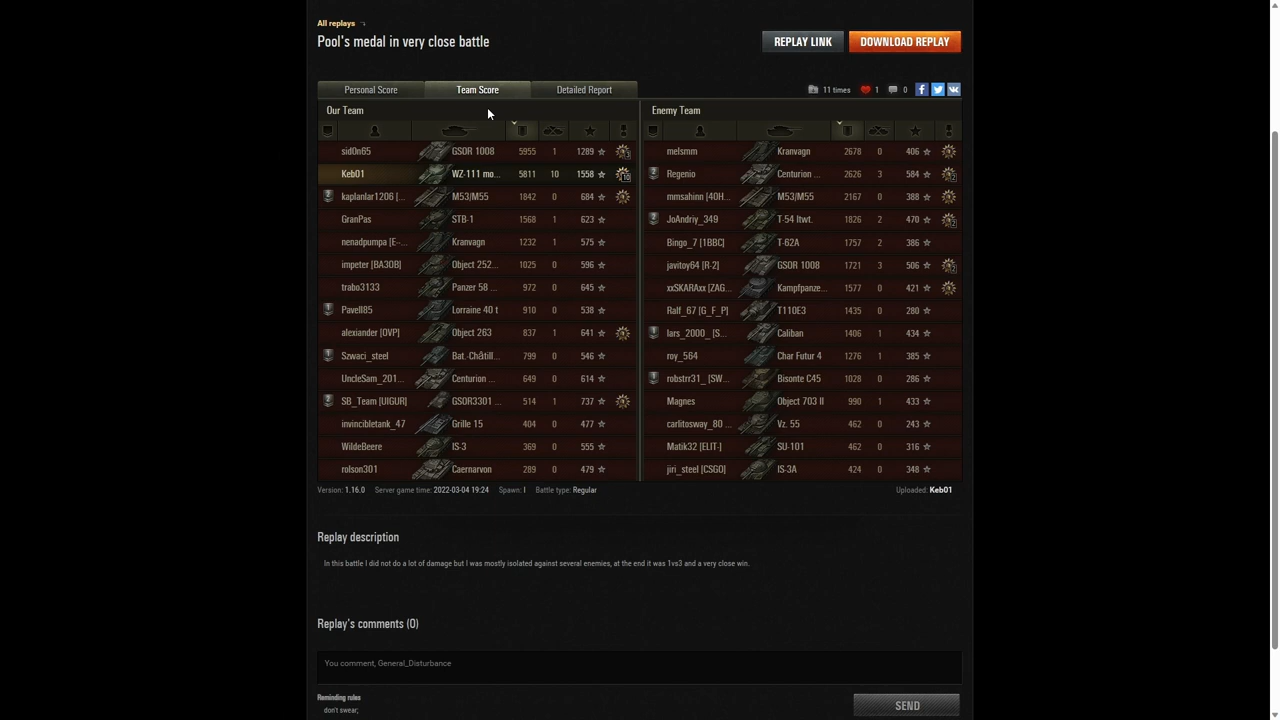 All replays
Pool's medal in very close battle
REPLAY LINK
DOWNLOAD REPLAY
Personal Score
Team Score
Detailed Report
11 times
1
0
Our Team
Enemy Team
sid0n65 GSOR 1008 5955 1 1289
Keb01 WZ-111 mo... 5811 10 1558
kaplanlar1206 [... M53/M55 1842 0 684
GranPas STB-1 1568 1 623
nenadpumpa [E-... Kranvagn 1232 1 575
impeter [BA30B] Object 252... 1025 0 596
trabo3133 Panzer 58 ... 972 1 645
Pavell85 Lorraine 40 t 910 0 538
alexiander [OVP] Object 263 837 1 641
Szwaci_steel Bat.-Châtill... 799 0 546
UncleSam_201... Centurion ... 649 0 614
SB_Team [UIGUR] GSOR3301 ... 514 1 737
invincibletank_47 Grille 15 404 0 477
WildeBeere IS-3 369 0 555
rolson301 Caernarvon 289 0 479
melsmm Kranvagn 2678 0 406
Regenio Centurion ... 2626 3 584
mmsahinn [40H... M53/M55 2167 0 388
JoAndriy_349 T-54 ltwt. 1826 2 470
Bingo_7 [1BBC] T-62A 1757 2 386
javitoy64 [R-2] GSOR 1008 1721 3 506
xxSKARAxx [ZAG... Kampfpanze... 1577 0 421
Ralf_67 [G_F_P] T110E3 1435 0 280
lars_2000_ [S... Caliban 1406 1 434
roy_564 Char Futur 4 1276 1 385
robstrr31_ [SW... Bisonte C45 1028 0 286
Magnes Object 703 II 990 1 433
carlitosway_80 ... Vz. 55 462 0 243
Matik32 [ELIT-] SU-101 462 0 316
jiri_steel [CSGO] IS-3A 424 0 348
Version: 1.16.0 Server game time: 2022-03-04 19:24 Spawn: I Battle type: Regular
Uploaded: Keb01
Replay description
In this battle I did not do a lot of damage but I was mostly isolated against several enemies, at the end it was 1vs3 and a very close win.
Replay's comments (0)
You comment, General_Disturbance
Reminding rules
don't swear;
SEND